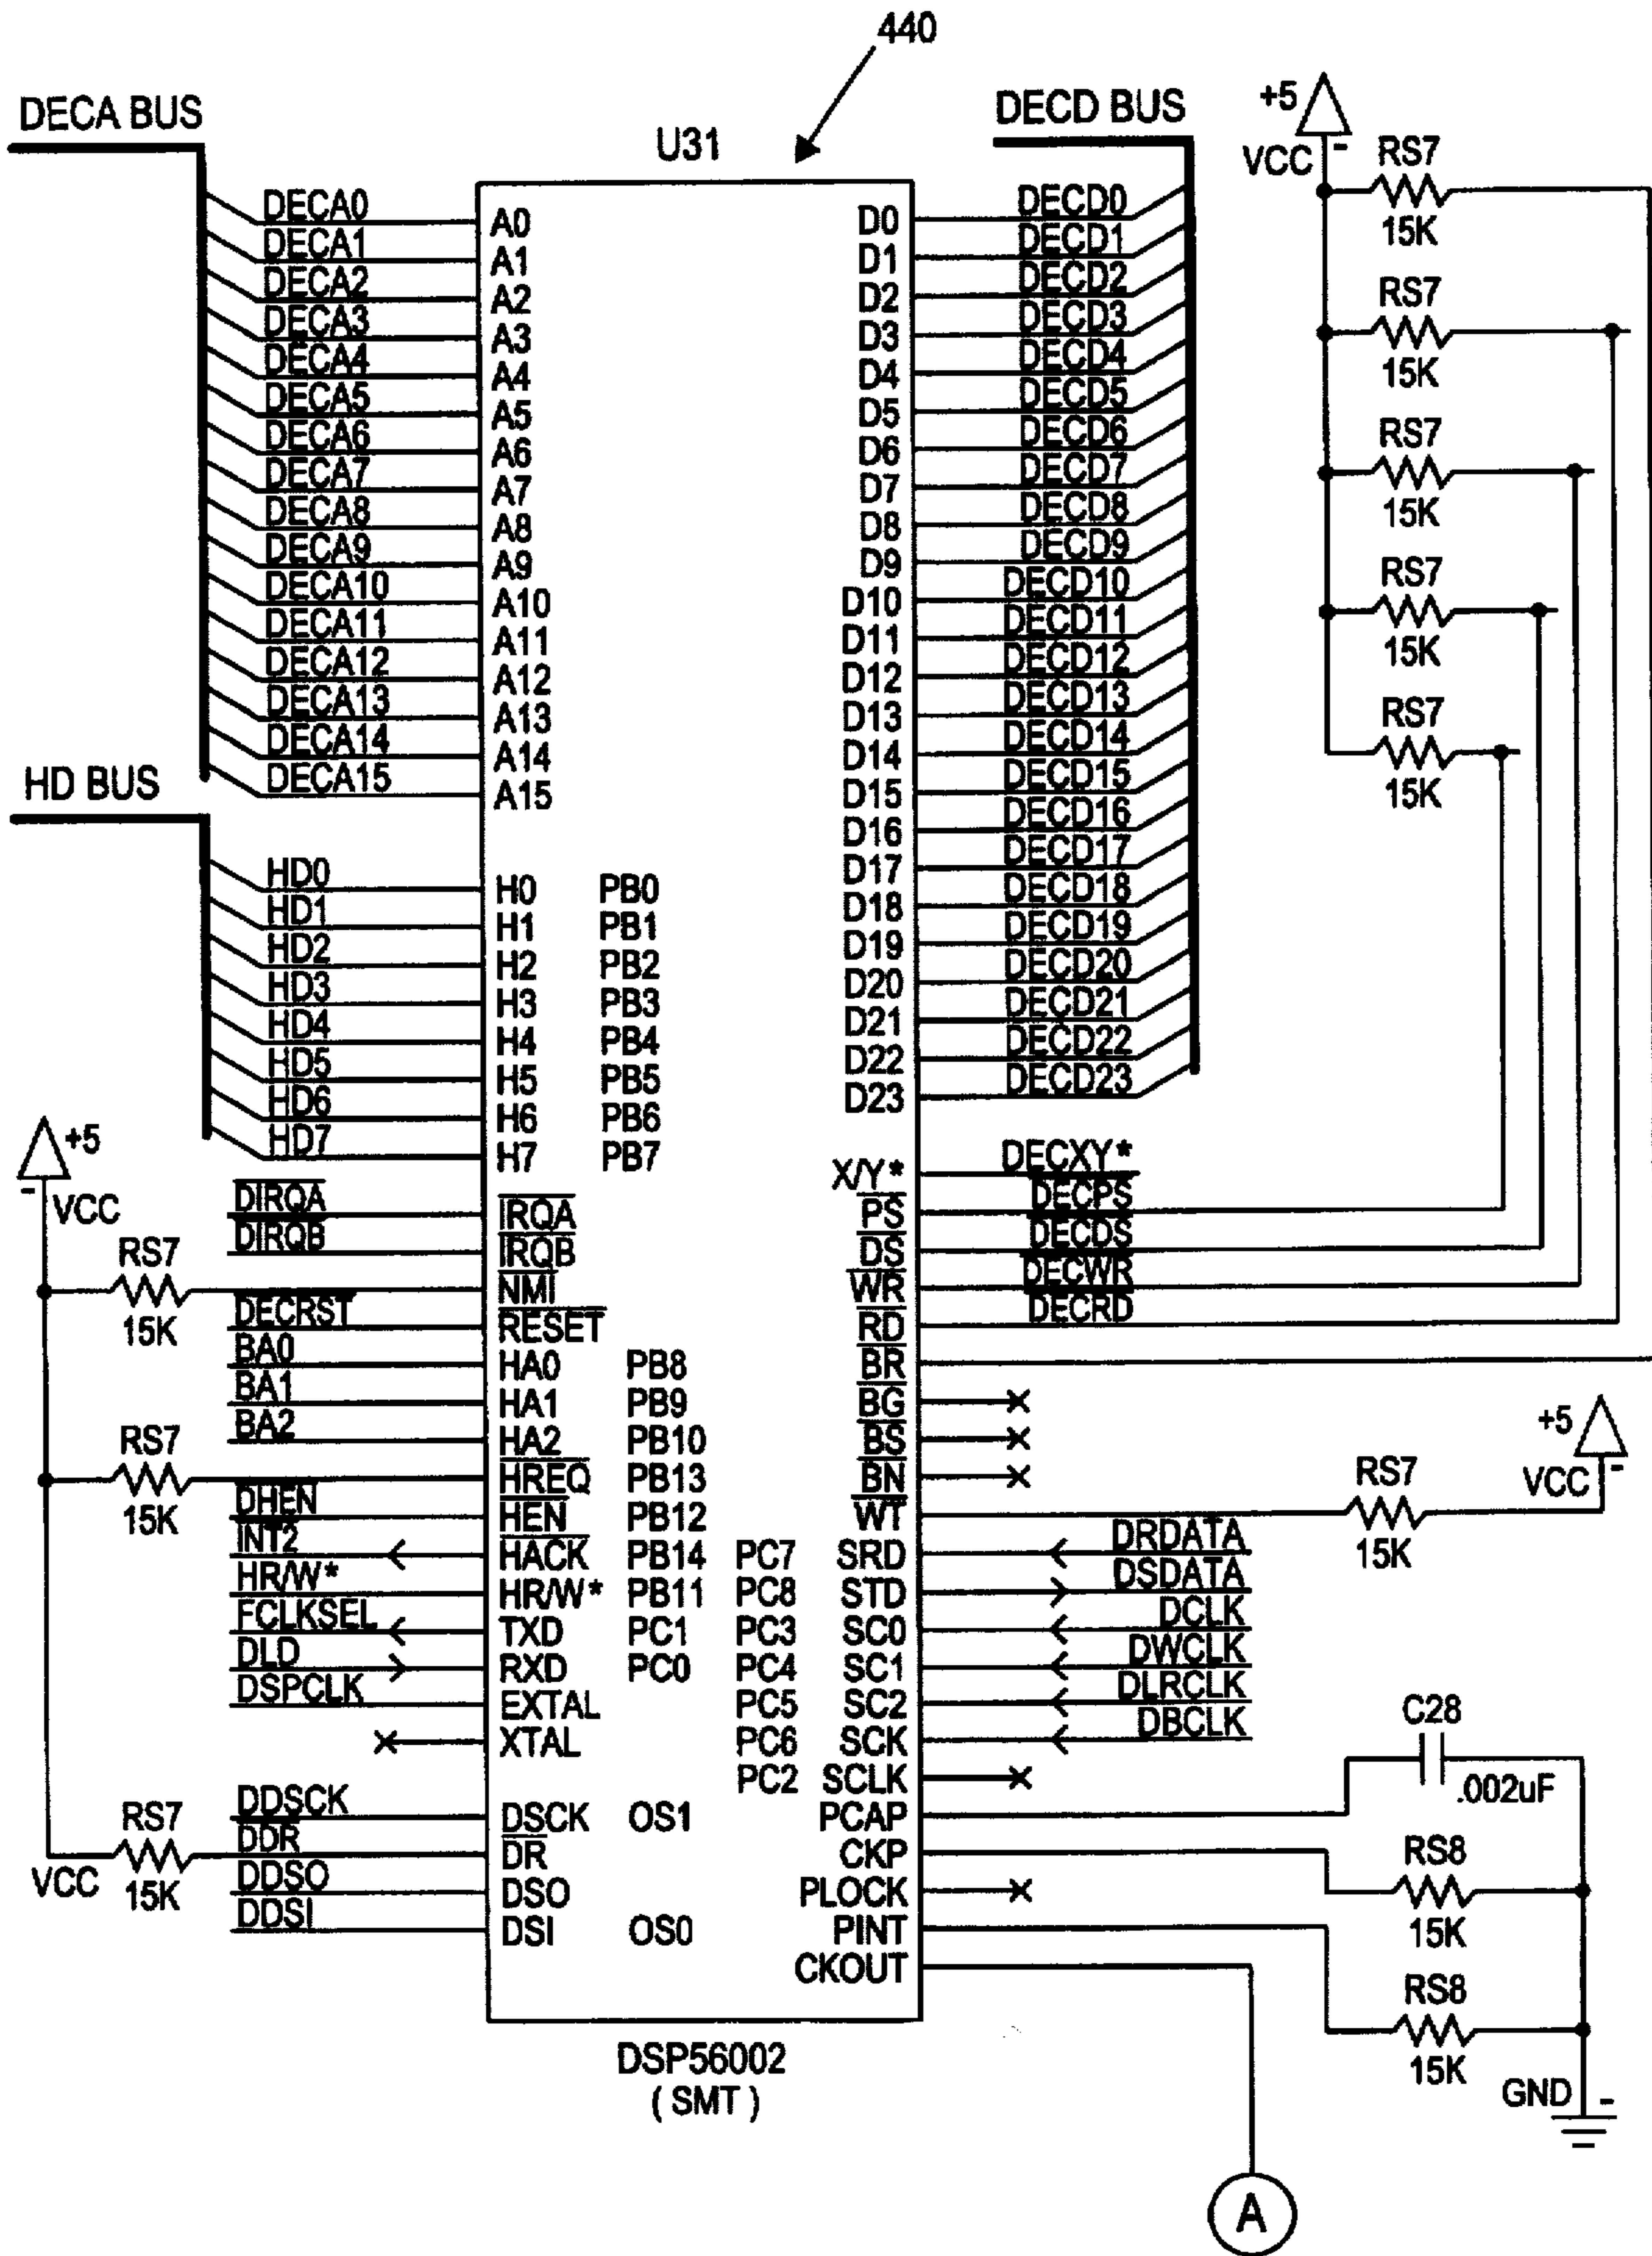 440
DECA BUS
U31
DECD BUS
+5
VCC
RS7
15K
DECA0 A0 D0 DECD0
DECA1 A1 D1 DECD1
DECA2 A2 D2 DECD2
DECA3 A3 D3 DECD3
RS7
15K
DECA4 A4 D4 DECD4
DECA5 A5 D5 DECD5
DECA6 A6 D6 DECD6
DECA7 A7 D7 DECD7
RS7
15K
DECA8 A8 D8 DECD8
DECA9 A9 D9 DECD9
DECA10 A10 D10 DECD10
DECA11 A11 D11 DECD11
RS7
15K
DECA12 A12 D12 DECD12
DECA13 A13 D13 DECD13
DECA14 A14 D14 DECD14
DECA15 A15 D15 DECD15
RS7
15K
HD BUS
D16 DECD16
D17 DECD17
HD0 H0 PB0 D18 DECD18
HD1 H1 PB1 D19 DECD19
HD2 H2 PB2 D20 DECD20
HD3 H3 PB3 D21 DECD21
HD4 H4 PB4 D22 DECD22
HD5 H5 PB5 D23 DECD23
HD6 H6 PB6
HD7 H7 PB7 X/Y* DECXY*
+5
VCC
DIRQA IRQA PS DECPS
DIRQB IRQB DS DECDS
RS7
15K
NMI WR DECWR
DECRST RESET RD DECRD
BA0 HA0 PB8 BR
BA1 HA1 PB9 BG
BA2 HA2 PB10 BS
RS7
15K
HREQ PB13 BN
DHEN HEN PB12 WT
RS7
15K
+5
VCC
INT2 HACK PB14 PC7 SRD DRDATA
HR/W* HR/W* PB11 PC8 STD DSDATA
FCLKSEL TXD PC1 PC3 SC0 DCLK
DLD RXD PC0 PC4 SC1 DWCLK
DSPCLK EXTAL PC5 SC2 DLRCLK
XTAL PC6 SCK DBCLK
PC2 SCLK
C28
.002uF
DDSCK DSCK OS1 PCAP
VCC
RS7
15K
DDR DR CKP
RS8
15K
DDSO DSO PLOCK
DDSI DSI OS0 PINT
CKOUT
RS8
15K
GND
DSP56002
( SMT )
A